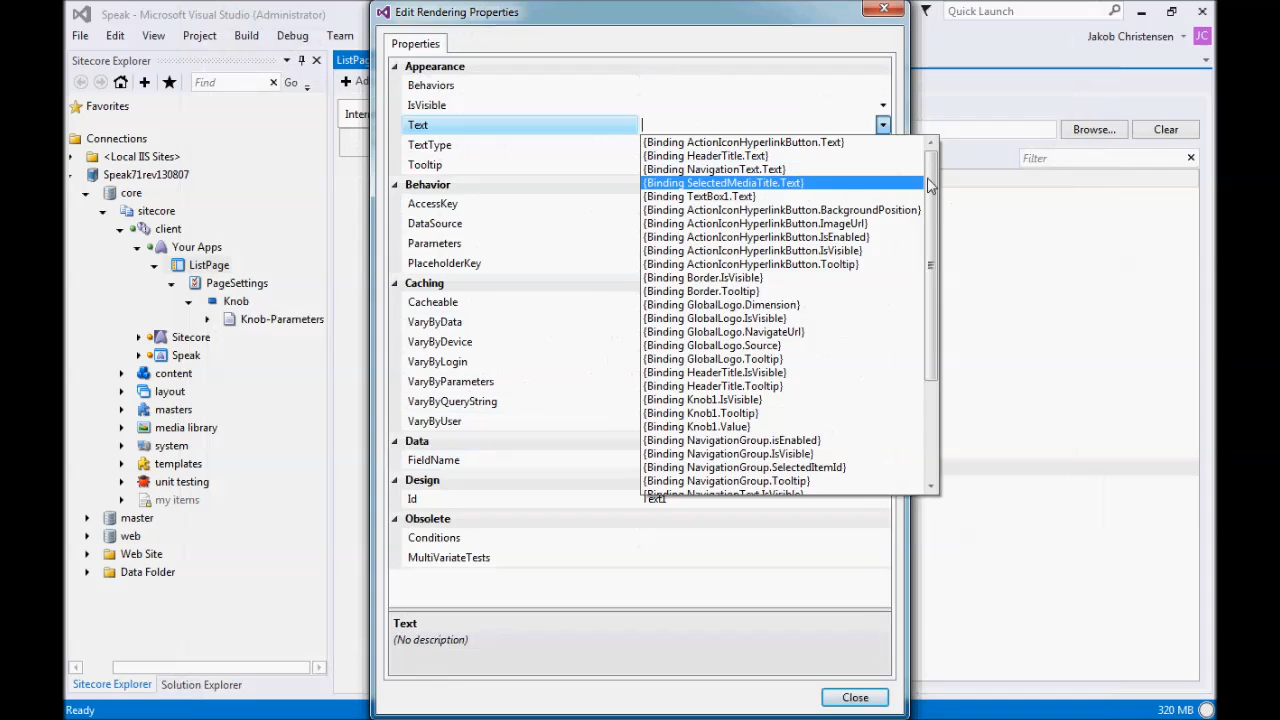 Speak - Microsoft Visual Studio (Administrator)
Edit Rendering Properties
Quick Launch
File Edit View Project Build Debug Team
Jakob Christensen JC
Sitecore Explorer
Find
Go
Favorites
Connections
<Local IIS Sites>
Speak71rev130807
core
sitecore
client
Your Apps
ListPage
PageSettings
Knob
Knob-Parameters
Sitecore
Speak
content
layout
masters
media library
system
templates
unit testing
my items
master
web
Web Site
Data Folder
Sitecore Explorer Solution Explorer
Ready
ListPage
Properties
Appearance
Behaviors
IsVisible
Text
TextType
Tooltip
Behavior
AccessKey
DataSource
Parameters
PlaceholderKey
Caching
Cacheable
VaryByData
VaryByDevice
VaryByLogin
VaryByParameters
VaryByQueryString
VaryByUser
Data
FieldName
Design
Id Text1
Obsolete
Conditions
MultiVariateTests
Text
(No description)
Close
{Binding ActionIconHyperlinkButton.Text}
{Binding HeaderTitle.Text}
{Binding NavigationText.Text}
{Binding SelectedMediaTitle.Text}
{Binding TextBox1.Text}
{Binding ActionIconHyperlinkButton.BackgroundPosition}
{Binding ActionIconHyperlinkButton.ImageUrl}
{Binding ActionIconHyperlinkButton.IsEnabled}
{Binding ActionIconHyperlinkButton.IsVisible}
{Binding ActionIconHyperlinkButton.Tooltip}
{Binding Border.IsVisible}
{Binding Border.Tooltip}
{Binding GlobalLogo.Dimension}
{Binding GlobalLogo.IsVisible}
{Binding GlobalLogo.NavigateUrl}
{Binding GlobalLogo.Source}
{Binding GlobalLogo.Tooltip}
{Binding HeaderTitle.IsVisible}
{Binding HeaderTitle.Tooltip}
{Binding Knob1.IsVisible}
{Binding Knob1.Tooltip}
{Binding Knob1.Value}
{Binding NavigationGroup.isEnabled}
{Binding NavigationGroup.IsVisible}
{Binding NavigationGroup.SelectedItemId}
{Binding NavigationGroup.Tooltip}
{Binding NavigationText.IsVisible}
Browse... Clear
Filter
320 MB